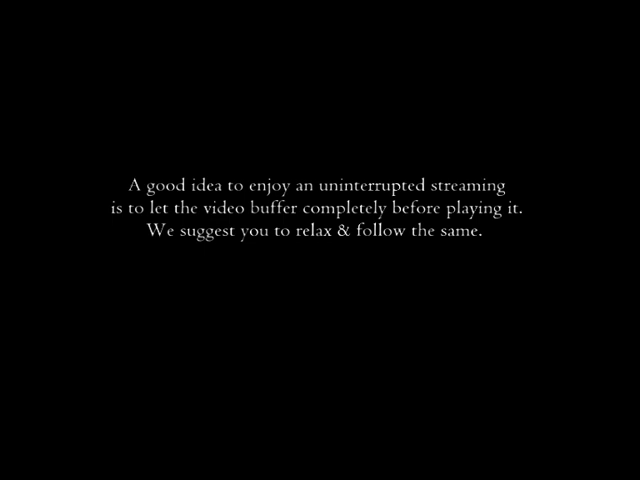 A good idea to enjoy an uninterrupted streaming
is to let the video buffer completely before playing it.
We suggest you to relax & follow the same.